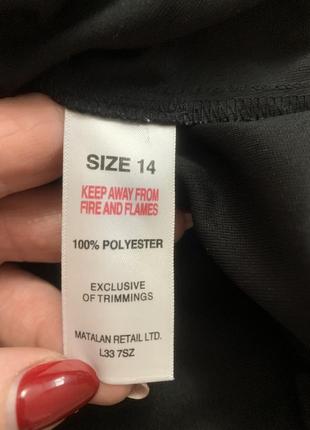 SIZE 14
KEEP AWAY FROM
FIRE AND FLAMES
100% POLYESTER
EXCLUSIVE
OF TRIMMINGS
MATALAN RETAIL LTD.
L33 7SZ